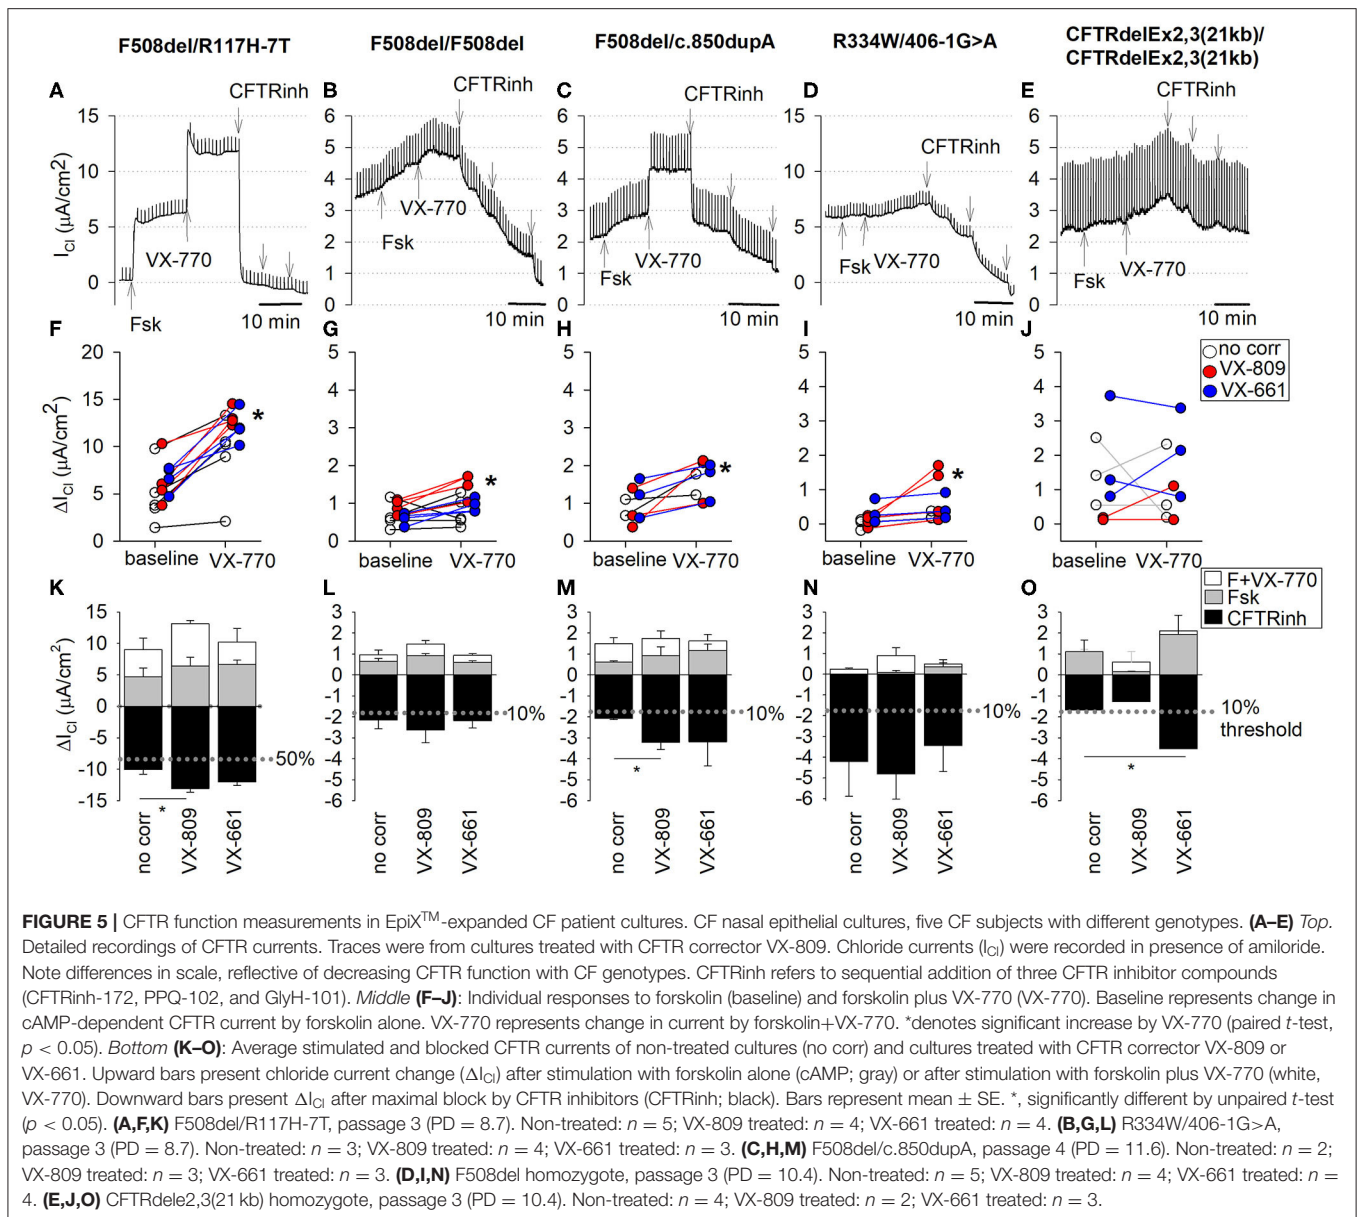 F508del/R117H-7T
F508del/F508del
F508del/c.850dupA
R334W/406-1G>A
CFTRdelEx2,3(21kb)/
CFTRdelEx2,3(21kb)
A
B
C
D
E
CFTRinh
CFTRinh
CFTRinh
CFTRinh
CFTRinh
15
10
5
0
6
5
4
3
2
1
0
6
5
4
3
2
1
0
15
10
5
0
6
5
4
3
2
1
0
ICl (µA/cm2)
VX-770
VX-770
VX-770
VX-770
VX-770
Fsk
Fsk
Fsk
Fsk
Fsk
10 min
10 min
10 min
10 min
10 min
F
G
H
I
J
20
15
10
5
0
5
4
3
2
1
0
5
4
3
2
1
0
5
4
3
2
1
0
5
4
3
2
1
0
ΔICl (µA/cm2)
no corr
VX-809
VX-661
*
*
*
*
baseline VX-770
baseline VX-770
baseline VX-770
baseline VX-770
baseline VX-770
K
L
M
N
O
F+VX-770
Fsk
CFTRinh
15
10
5
0
-5
-10
-15
3
2
1
0
-1
-2
-3
-4
-5
-6
3
2
1
0
-1
-2
-3
-4
-5
-6
3
2
1
0
-1
-2
-3
-4
-5
-6
3
2
1
0
-1
-2
-3
-4
-5
-6
ΔICl (µA/cm2)
50%
10%
10%
10%
10%
threshold
*
*
*
no corr
VX-809
VX-661
no corr
VX-809
VX-661
no corr
VX-809
VX-661
no corr
VX-809
VX-661
no corr
VX-809
VX-661
FIGURE 5 | CFTR function measurements in EpiX™-expanded CF patient cultures. CF nasal epithelial cultures, five CF subjects with different genotypes. (A–E) Top.
Detailed recordings of CFTR currents. Traces were from cultures treated with CFTR corrector VX-809. Chloride currents (ICl) were recorded in presence of amiloride.
Note differences in scale, reflective of decreasing CFTR function with CF genotypes. CFTRinh refers to sequential addition of three CFTR inhibitor compounds
(CFTRinh-172, PPQ-102, and GlyH-101). Middle (F–J): Individual responses to forskolin (baseline) and forskolin plus VX-770 (VX-770). Baseline represents change in
cAMP-dependent CFTR current by forskolin alone. VX-770 represents change in current by forskolin+VX-770. *denotes significant increase by VX-770 (paired t-test,
p < 0.05). Bottom (K–O): Average stimulated and blocked CFTR currents of non-treated cultures (no corr) and cultures treated with CFTR corrector VX-809 or
VX-661. Upward bars present chloride current change (ΔICl) after stimulation with forskolin alone (cAMP; gray) or after stimulation with forskolin plus VX-770 (white,
VX-770). Downward bars present ΔICl after maximal block by CFTR inhibitors (CFTRinh; black). Bars represent mean ± SE. *, significantly different by unpaired t-test
(p < 0.05). (A,F,K) F508del/R117H-7T, passage 3 (PD = 8.7). Non-treated: n = 5; VX-809 treated: n = 4; VX-661 treated: n = 4. (B,G,L) R334W/406-1G>A,
passage 3 (PD = 8.7). Non-treated: n = 3; VX-809 treated: n = 4; VX-661 treated: n = 3. (C,H,M) F508del/c.850dupA, passage 4 (PD = 11.6). Non-treated: n = 2;
VX-809 treated: n = 3; VX-661 treated: n = 3. (D,I,N) F508del homozygote, passage 3 (PD = 10.4). Non-treated: n = 5; VX-809 treated: n = 4; VX-661 treated: n =
4. (E,J,O) CFTRdele2,3(21 kb) homozygote, passage 3 (PD = 10.4). Non-treated: n = 4; VX-809 treated: n = 2; VX-661 treated: n = 3.